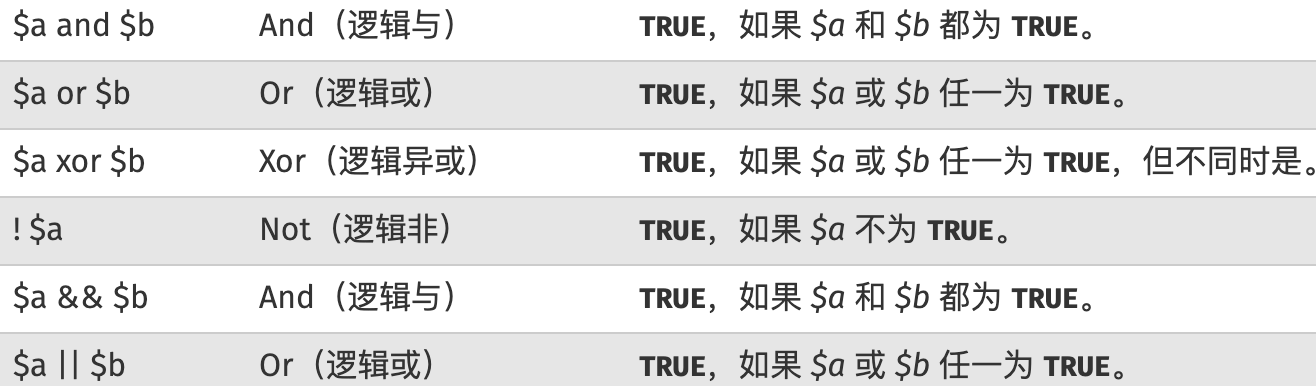 $a and $b And（逻辑与） TRUE，如果 $a 和 $b 都为 TRUE。
$a or $b Or（逻辑或） TRUE，如果 $a 或 $b 任一为 TRUE。
$a xor $b Xor（逻辑异或） TRUE，如果 $a 或 $b 任一为 TRUE，但不同时是。
! $a Not（逻辑非） TRUE，如果 $a 不为 TRUE。
$a && $b And（逻辑与） TRUE，如果 $a 和 $b 都为 TRUE。
$a || $b Or（逻辑或） TRUE，如果 $a 或 $b 任一为 TRUE。